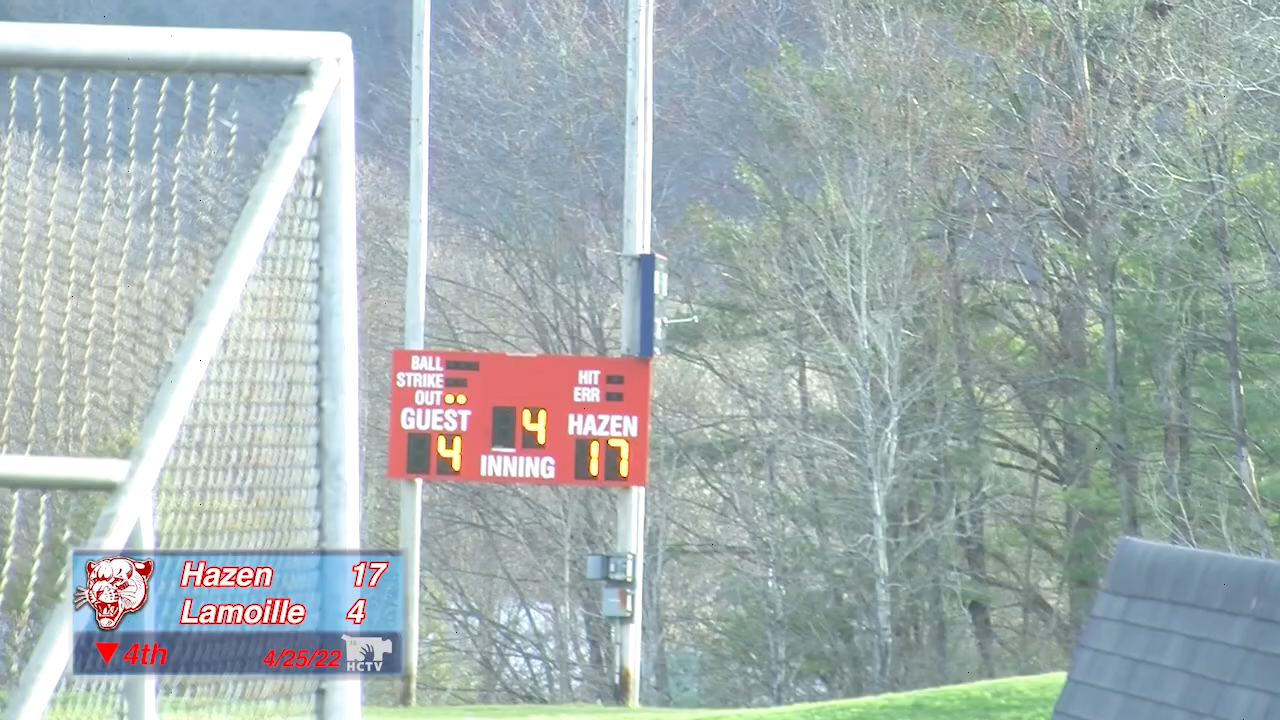 BALL
STRIKE
OUT
HIT
ERR
GUEST
4
HAZEN
4
INNING
17
Hazen 17
Lamoille 4
4th 4/25/22
HCTV